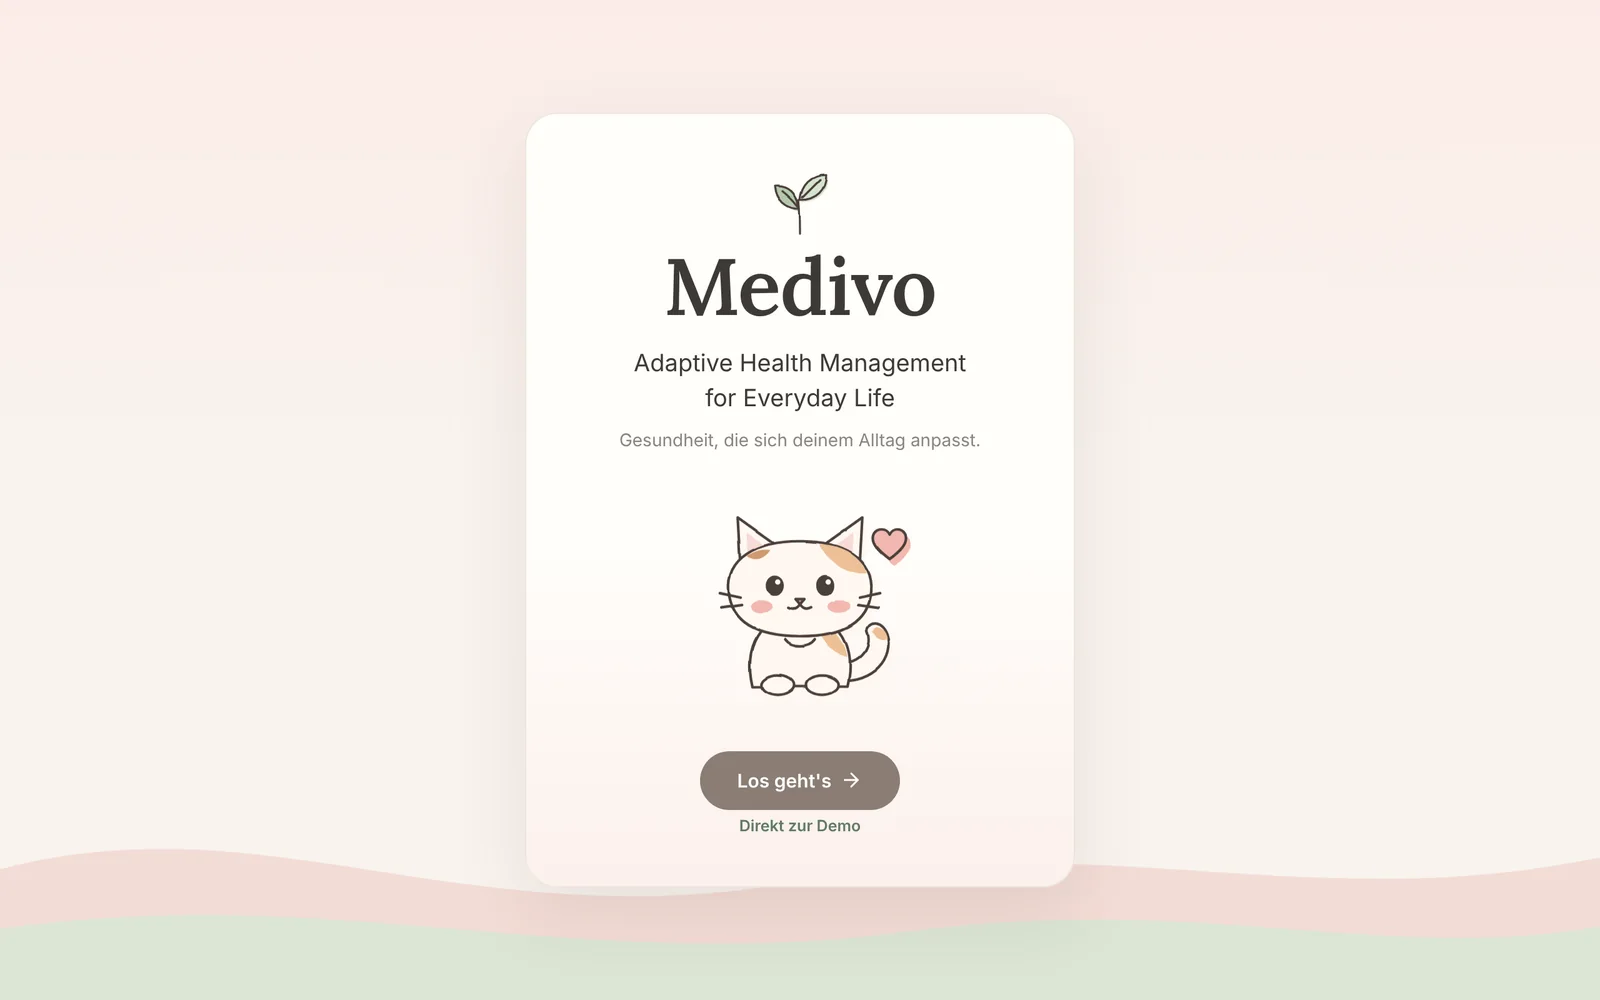 Medivo
Adaptive Health Management
for Everyday Life
Gesundheit, die sich deinem Alltag anpasst.
Los geht's →
Direkt zur Demo